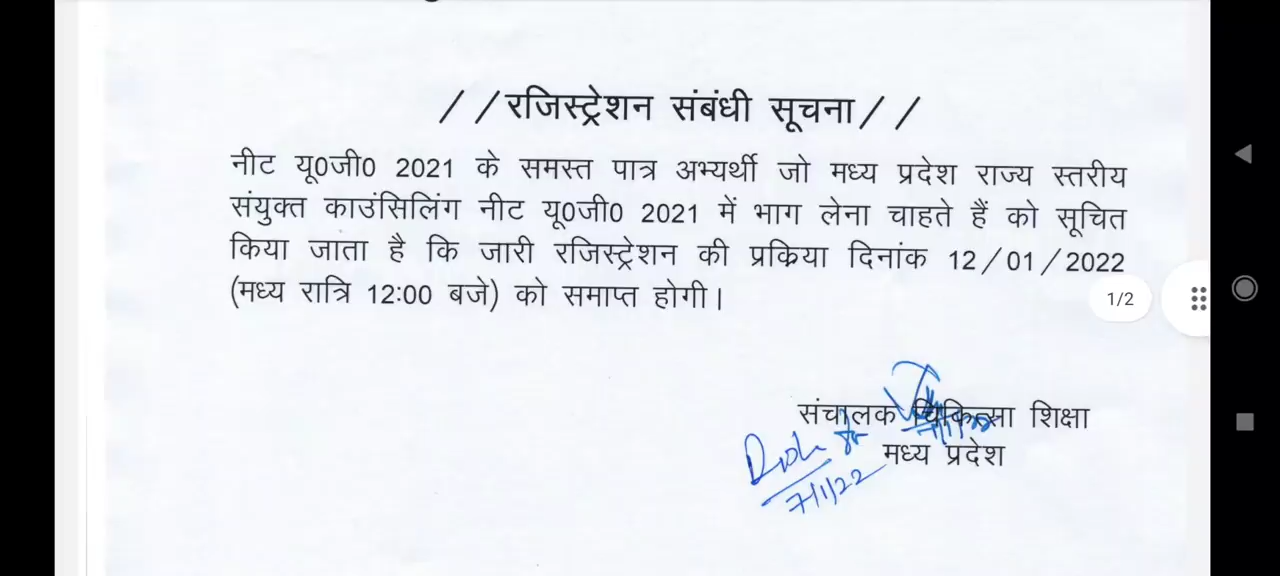 //रजिस्ट्रेशन संबंधी सूचना//
नीट यू0जी0 2021 के समस्त पात्र अभ्यर्थी जो मध्य प्रदेश राज्य स्तरीय
संयुक्त काउंसिलिंग नीट यू0जी0 2021 में भाग लेना चाहते हैं को सूचित
किया जाता है कि जारी रजिस्ट्रेशन की प्रक्रिया दिनांक 12/01/2022
(मध्य रात्रि 12:00 बजे) को समाप्त होगी।
1/2
संचालक चिकित्सा शिक्षा
मध्य प्रदेश
7/1/22